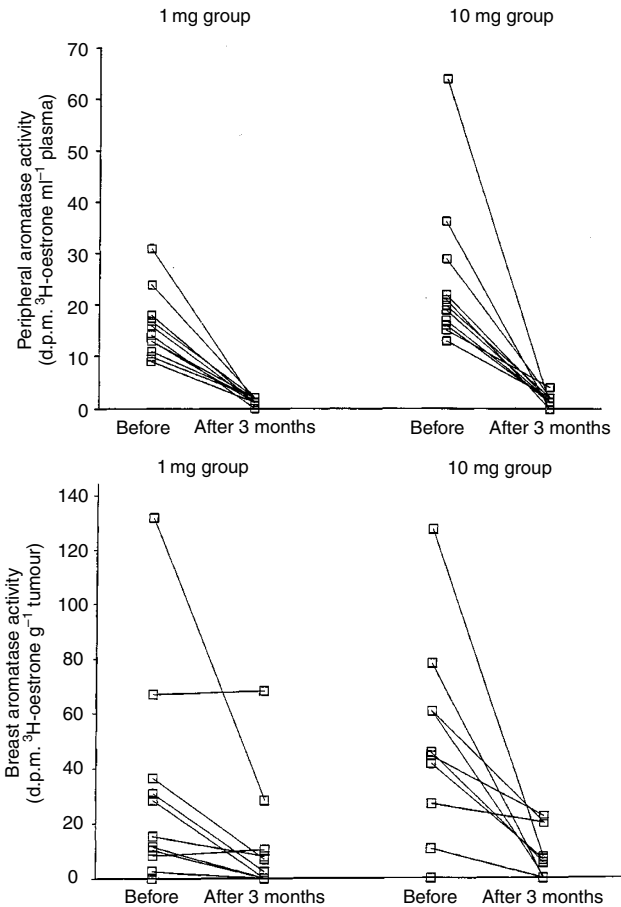 1 mg group
10 mg group
Peripheral aromatase activity
(d.p.m. ³H-oestrone ml⁻¹ plasma)
70
60
50
40
30
20
10
0
Before
After 3 months
Before
After 3 months
1 mg group
10 mg group
Breast aromatase activity
(d.p.m. ³H-oestrone g⁻¹ tumour)
140
120
100
80
60
40
20
0
Before
After 3 months
Before
After 3 months